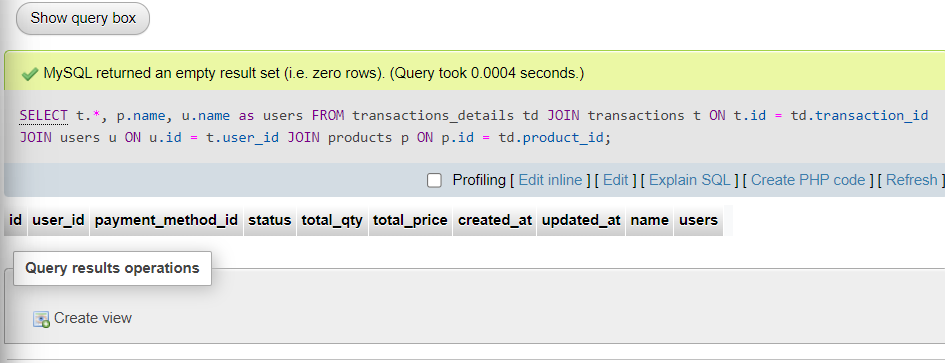 Show query box
MySQL returned an empty result set (i.e. zero rows). (Query took 0.0004 seconds.)
SELECT t.*, p.name, u.name as users FROM transactions_details td JOIN transactions t ON t.id = td.transaction_id
JOIN users u ON u.id = t.user_id JOIN products p ON p.id = td.product_id;
Profiling [ Edit inline ] [ Edit ] [ Explain SQL ] [ Create PHP code ] [ Refresh ]
id user_id payment_method_id status total_qty total_price created_at updated_at name users
Query results operations
Create view